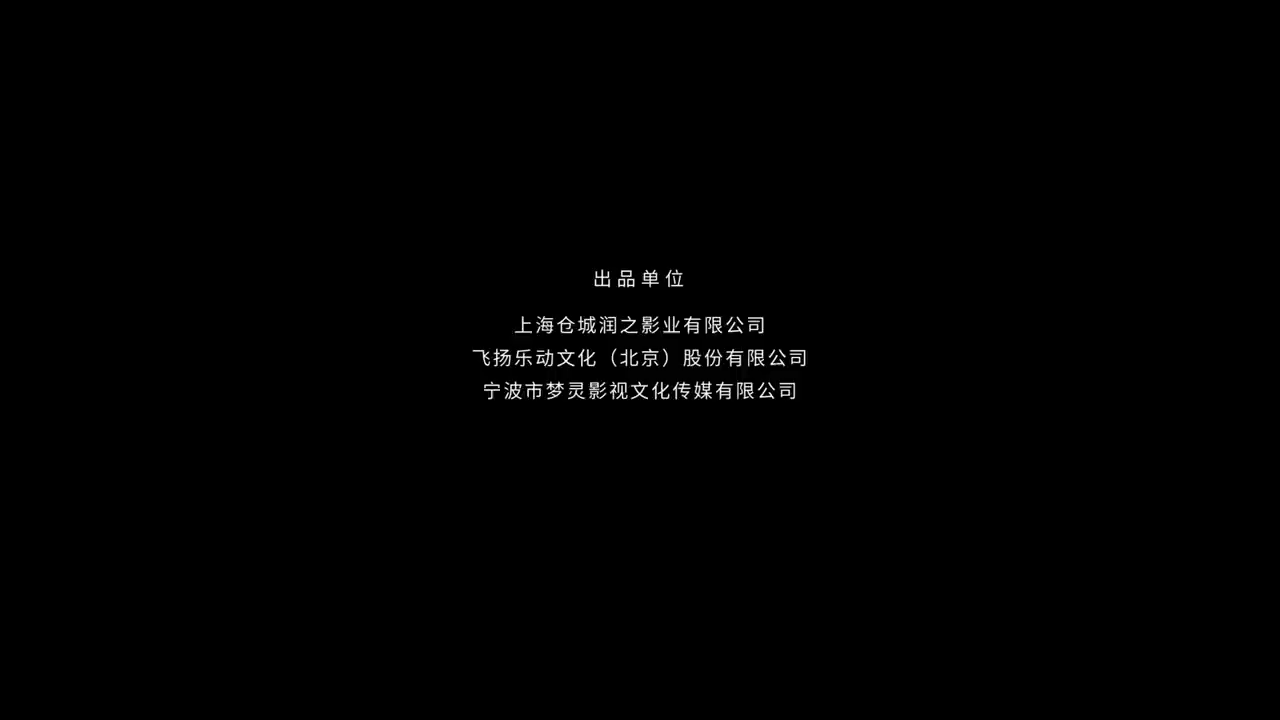 出品单位
上海仓城润之影业有限公司
飞扬乐动文化（北京）股份有限公司
宁波市梦灵影视文化传媒有限公司